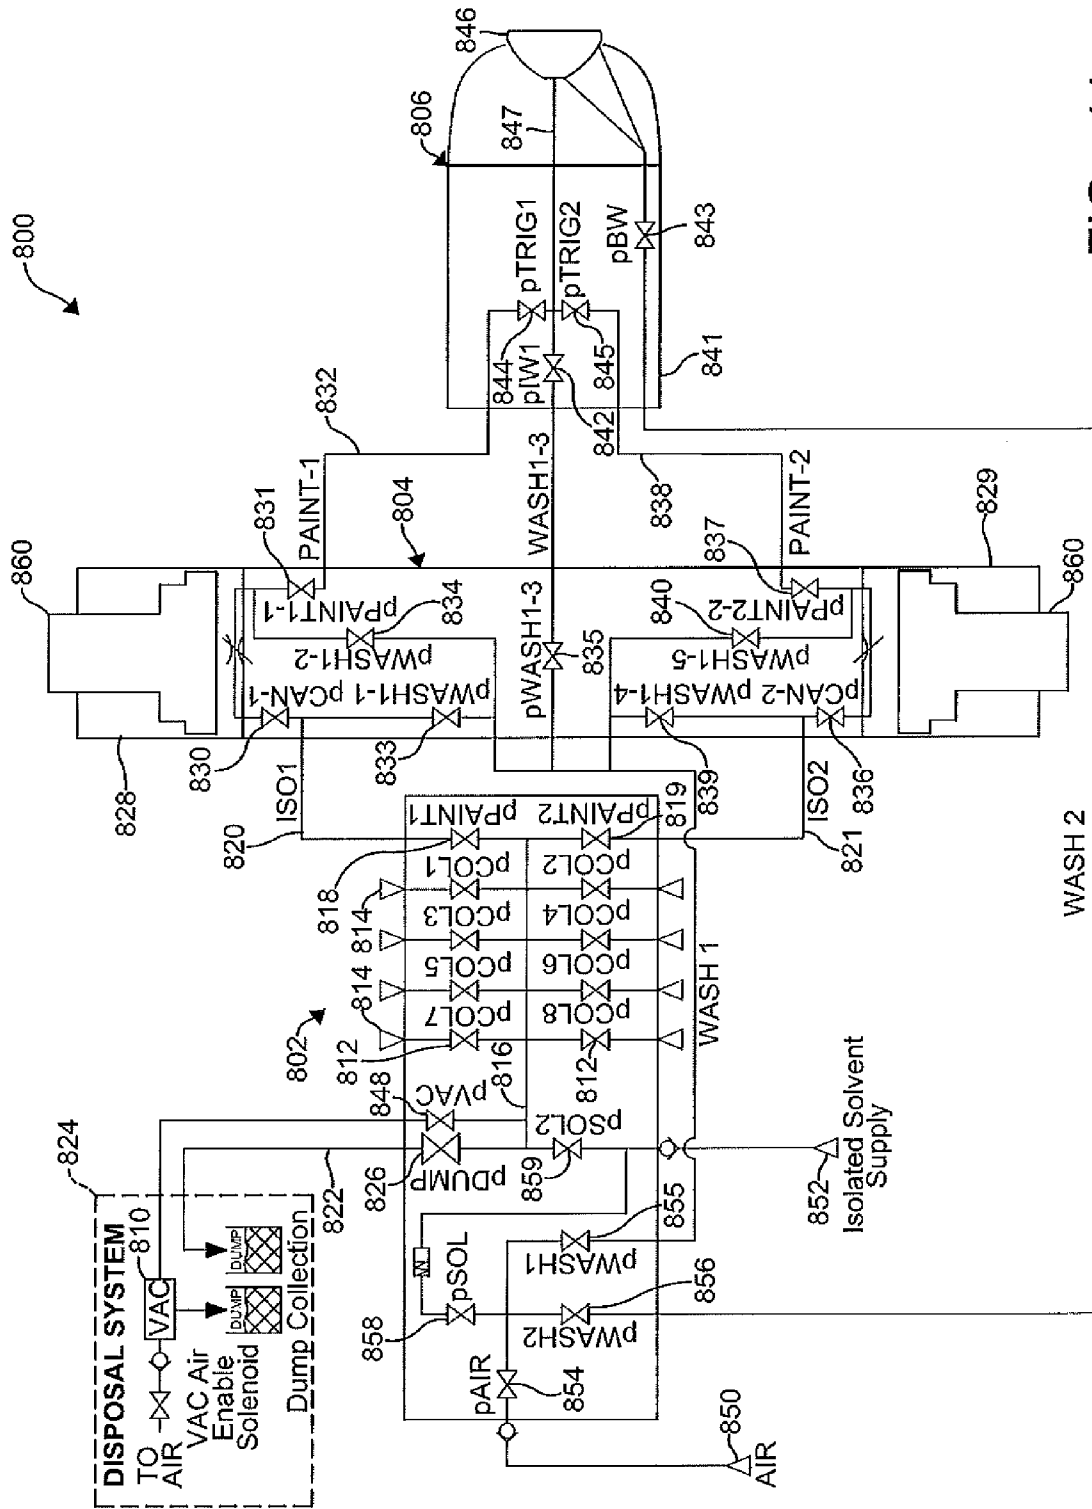 800
824
DISPOSAL SYSTEM
810
VAC
TO
AIR
VAC Air
Enable
Solenoid
DUMP
DUMP
Dump Collection
822
802
814
814
812
848
pVAC
826
pDUMP
816
pCOL7
pCOL5
pCOL3
pCOL1
pPAINT1
818
pCOL8
pCOL6
pCOL4
pCOL2
pPAINT2
819
812
pSOL2
859
858
pSOL
pWASH2
856
pWASH1
855
pAIR
854
850
AIR
852
Isolated Solvent
Supply
WASH 1
820
ISO1
821
ISO2
828
860
830
pCAN-1
831
pPAINT1-1
pWASH1-2
834
pWASH1-1
833
804
PAINT-1
832
pWASH1-3
835
WASH1-3
pWASH1-4
839
pWASH1-5
840
pCAN-2
836
pPAINT2-2
837
PAINT-2
838
829
860
806
846
847
pTRIG1
844
pTRIG2
845
pIW1
842
pBW
843
841
WASH 2